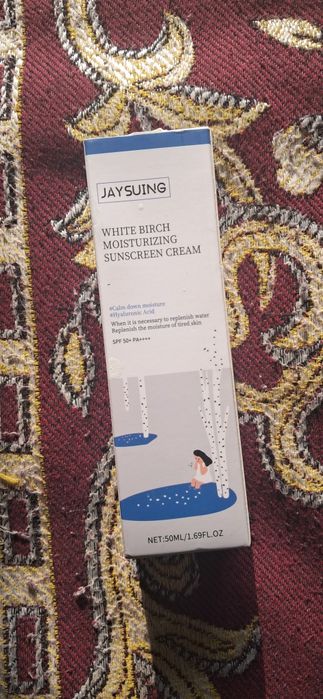 JAYSUING
WHITE BIRCH
MOISTURIZING
SUNSCREEN CREAM
#Calm down moisture
#Hyaluronic Acid
When it is necessary to replenish water
Replenish the moisture of tired skin
SPF 50+ PA++++
NET:50ML/1.69FL.OZ